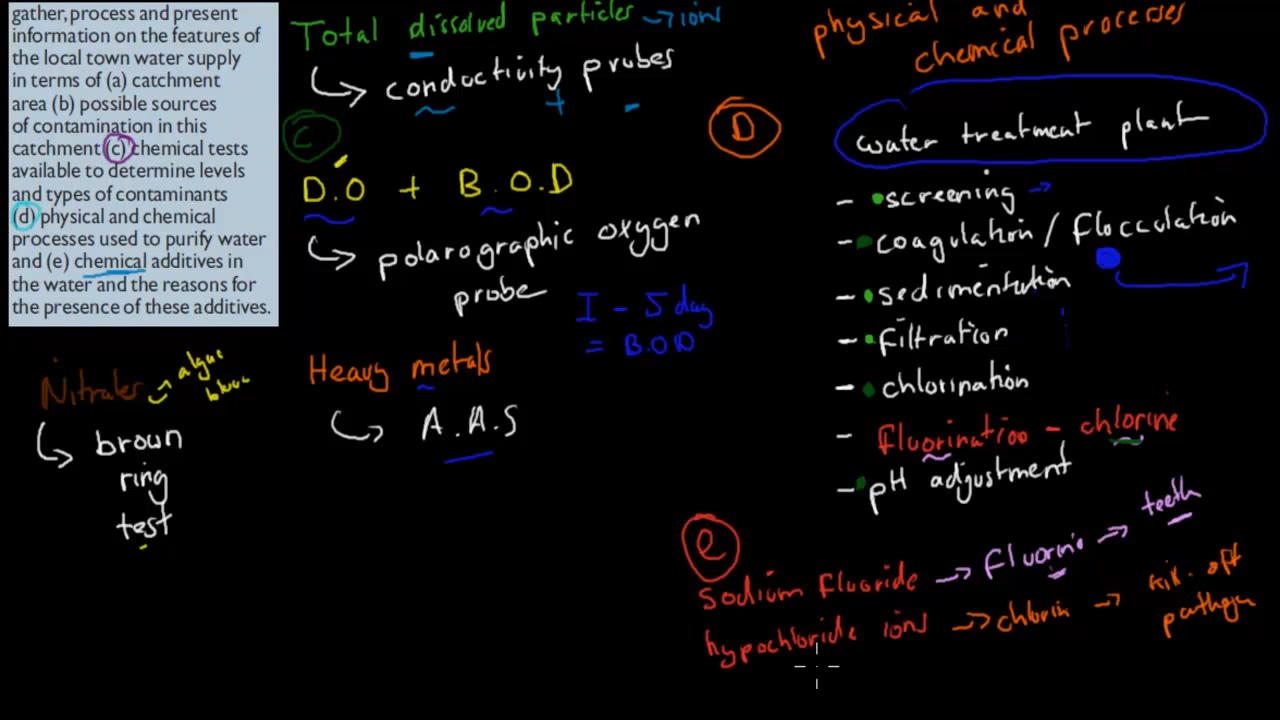 gather, process and present
information on the features of
the local town water supply
in terms of (a) catchment
area (b) possible sources
of contamination in this
catchment (c) chemical tests
available to determine levels
and types of contaminants
(d) physical and chemical
processes used to purify water
and (e) chemical additives in
the water and the reasons for
the presence of these additives.
Total dissolved particles → ions
conductivity probes
+ -
C
D.O + B.O.D
polarographic oxygen
probe
I - 5 day
= B.O.D
Heavy metals
A.A.S
Nitrates
algae
brown
ring
test
physical and
chemical processes
D
water treatment plant
- screening →
- coagulation / flocculation
- sedimentation
- filtration
- chlorination
- fluorination - chlorine
- pH adjustment
e
sodium fluoride → fluorine → teeth
hypochloride ions → chlorin → off